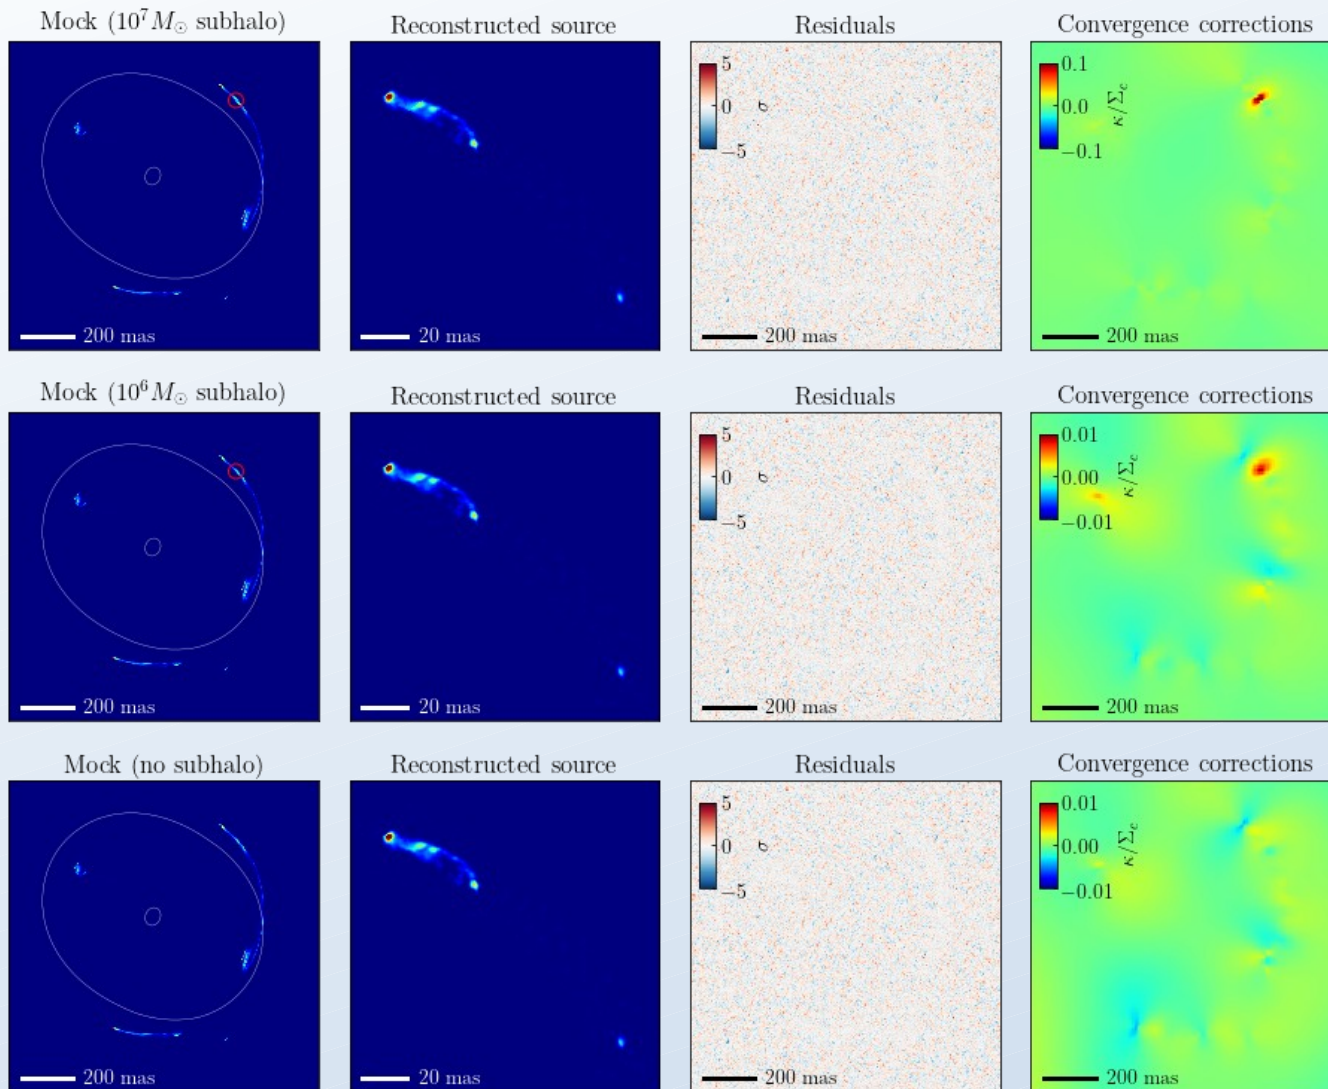 Mock (10⁷M☉ subhalo) Reconstructed source Residuals Convergence corrections
5 0.1
0 σ 0.0 κ/Σc
−5 −0.1
200 mas 20 mas 200 mas 200 mas
Mock (10⁶M☉ subhalo) Reconstructed source Residuals Convergence corrections
5 0.01
0 σ 0.00 κ/Σc
−5 −0.01
200 mas 20 mas 200 mas 200 mas
Mock (no subhalo) Reconstructed source Residuals Convergence corrections
5 0.01
0 σ 0.00 κ/Σc
−5 −0.01
200 mas 20 mas 200 mas 200 mas